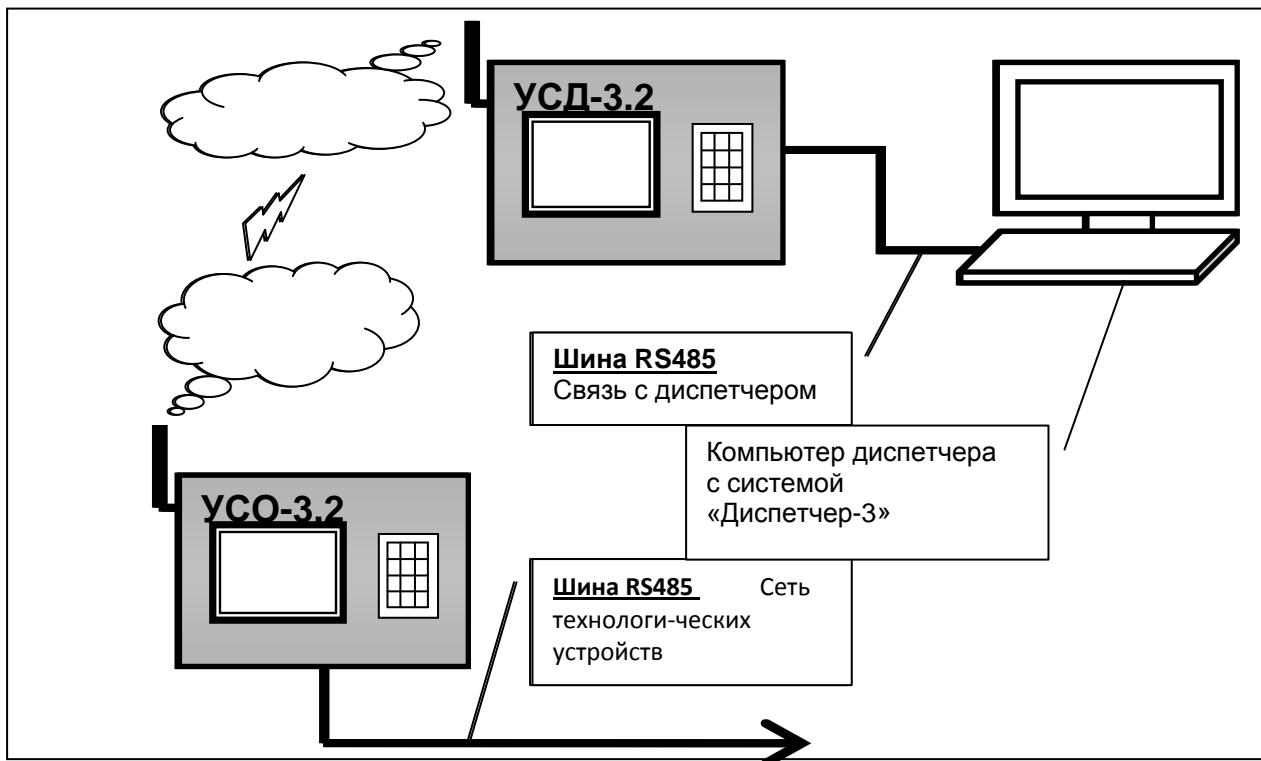 УСД-3.2
Шина RS485
Связь с диспетчером
Компьютер диспетчера
с системой
«Диспетчер-3»
УСО-3.2
Шина RS485 Сеть
технологи-ческих
устройств